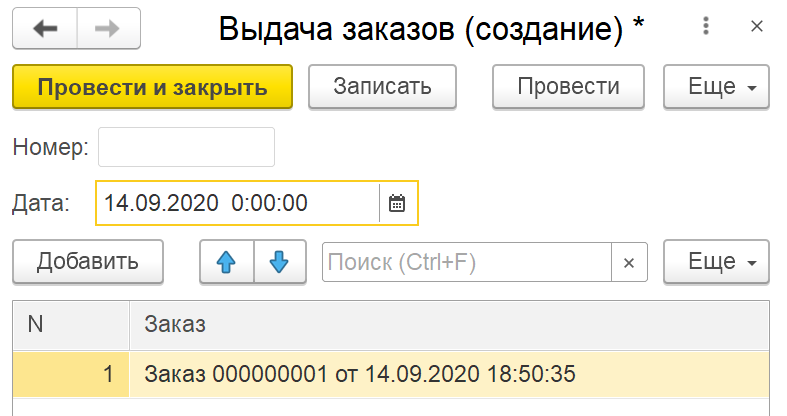 Выдача заказов (создание) *
Провести и закрыть Записать Провести Еще
Номер:
Дата: 14.09.2020 0:00:00
Добавить Поиск (Ctrl+F) × Еще
N Заказ
1 Заказ 000000001 от 14.09.2020 18:50:35